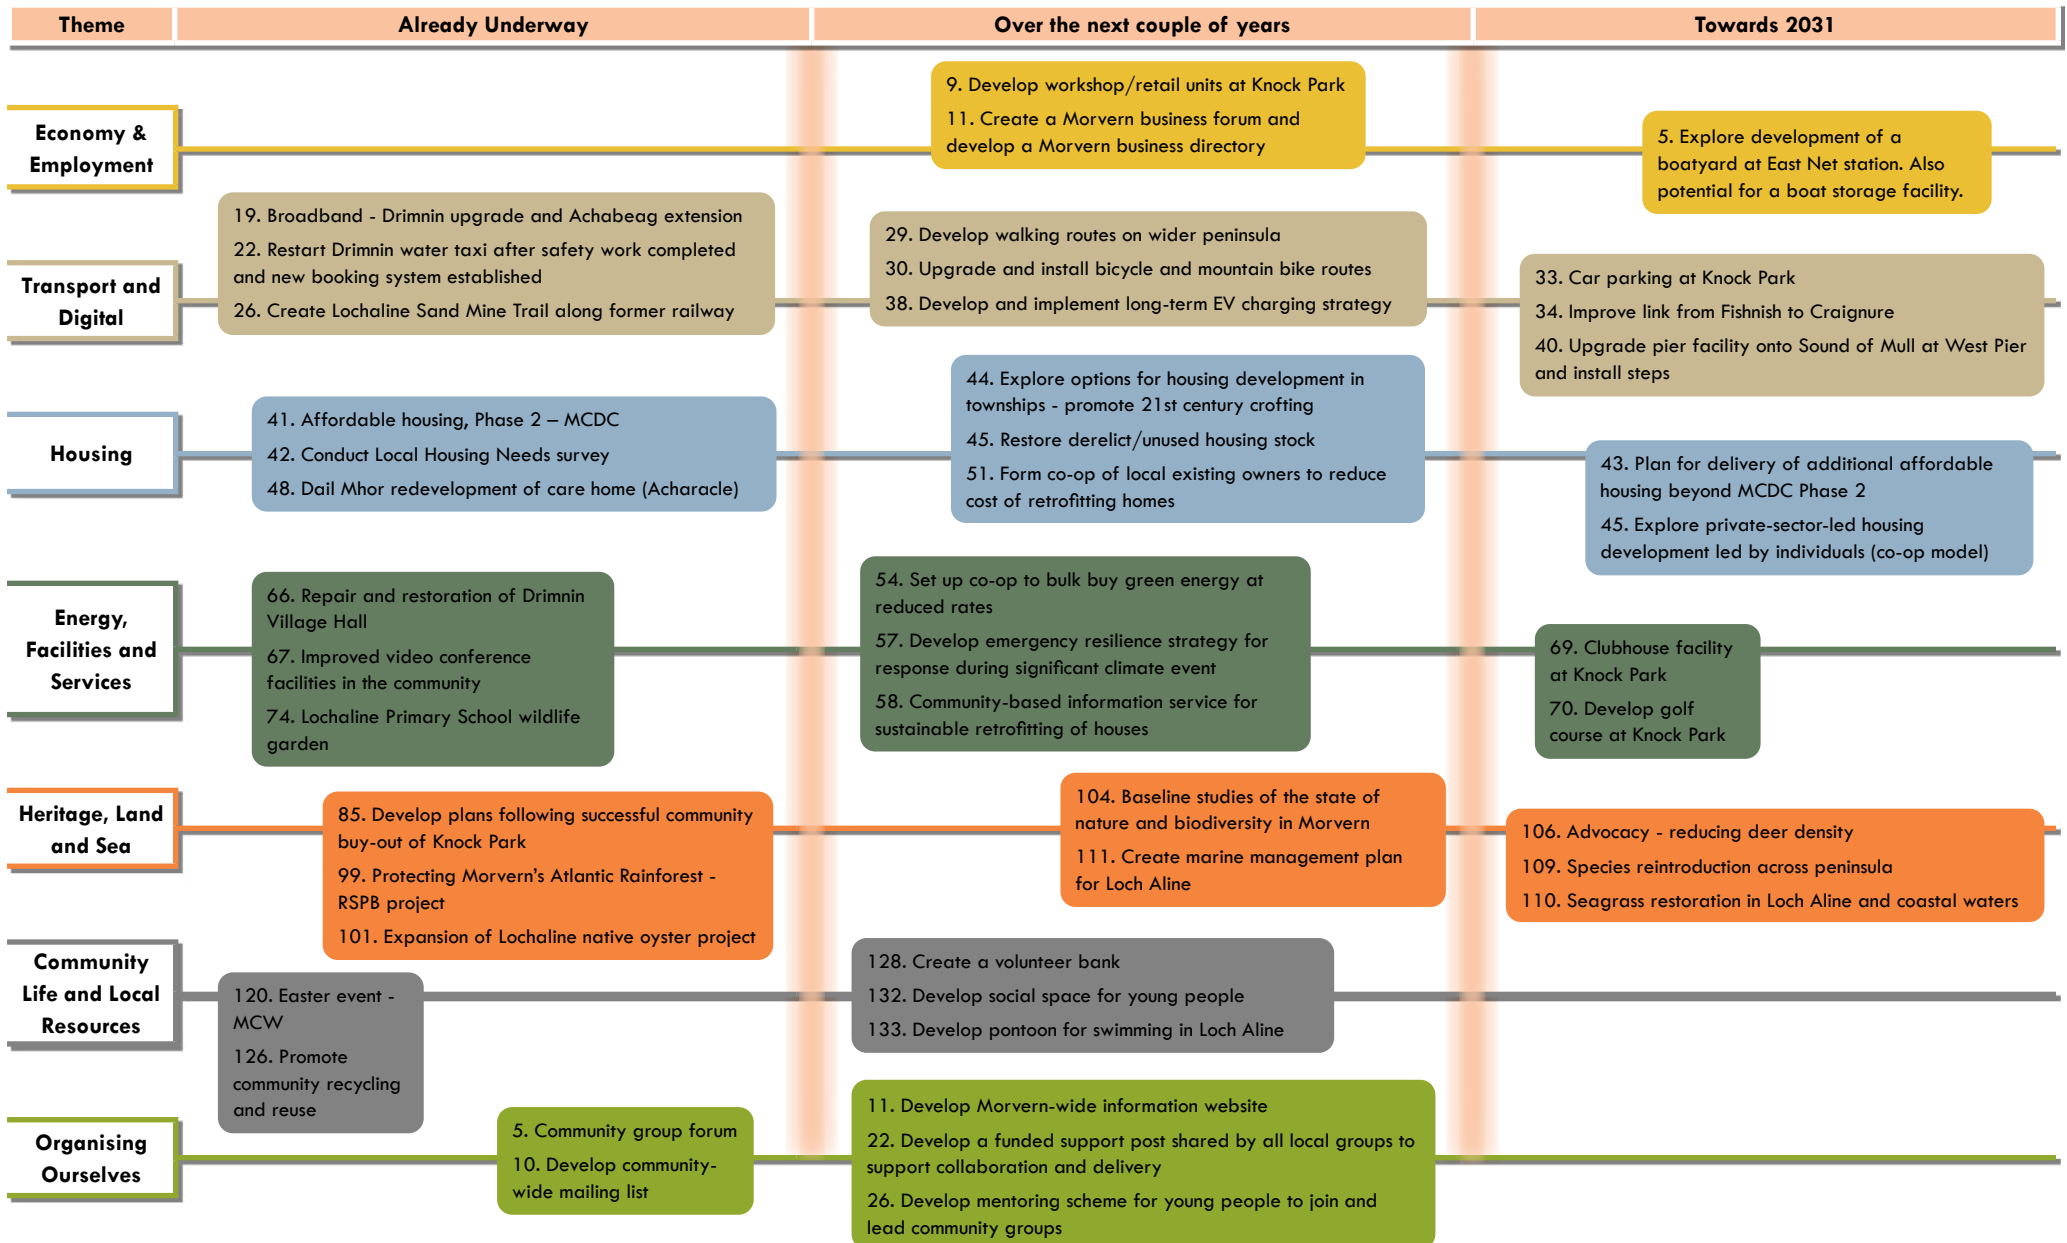 Theme
Already Underway
Over the next couple of years
Towards 2031
Economy &
Employment
9. Develop workshop/retail units at Knock Park
11. Create a Morvern business forum and
develop a Morvern business directory
5. Explore development of a
boatyard at East Net station. Also
potential for a boat storage facility.
Transport and
Digital
19. Broadband - Drimnin upgrade and Achabeag extension
22. Restart Drimnin water taxi after safety work completed
and new booking system established
26. Create Lochaline Sand Mine Trail along former railway
29. Develop walking routes on wider peninsula
30. Upgrade and install bicycle and mountain bike routes
38. Develop and implement long-term EV charging strategy
33. Car parking at Knock Park
34. Improve link from Fishnish to Craignure
40. Upgrade pier facility onto Sound of Mull at West Pier
and install steps
Housing
41. Affordable housing, Phase 2 – MCDC
42. Conduct Local Housing Needs survey
48. Dail Mhor redevelopment of care home (Acharacle)
44. Explore options for housing development in
townships - promote 21st century crofting
45. Restore derelict/unused housing stock
51. Form co-op of local existing owners to reduce
cost of retrofitting homes
43. Plan for delivery of additional affordable
housing beyond MCDC Phase 2
45. Explore private-sector-led housing
development led by individuals (co-op model)
Energy,
Facilities and
Services
66. Repair and restoration of Drimnin
Village Hall
67. Improved video conference
facilities in the community
74. Lochaline Primary School wildlife
garden
54. Set up co-op to bulk buy green energy at
reduced rates
57. Develop emergency resilience strategy for
response during significant climate event
58. Community-based information service for
sustainable retrofitting of houses
69. Clubhouse facility
at Knock Park
70. Develop golf
course at Knock Park
Heritage, Land
and Sea
85. Develop plans following successful community
buy-out of Knock Park
99. Protecting Morvern's Atlantic Rainforest -
RSPB project
101. Expansion of Lochaline native oyster project
104. Baseline studies of the state of
nature and biodiversity in Morvern
111. Create marine management plan
for Loch Aline
106. Advocacy - reducing deer density
109. Species reintroduction across peninsula
110. Seagrass restoration in Loch Aline and coastal waters
Community
Life and Local
Resources
120. Easter event -
MCW
126. Promote
community recycling
and reuse
128. Create a volunteer bank
132. Develop social space for young people
133. Develop pontoon for swimming in Loch Aline
Organising
Ourselves
5. Community group forum
10. Develop community-
wide mailing list
11. Develop Morvern-wide information website
22. Develop a funded support post shared by all local groups to
support collaboration and delivery
26. Develop mentoring scheme for young people to join and
lead community groups